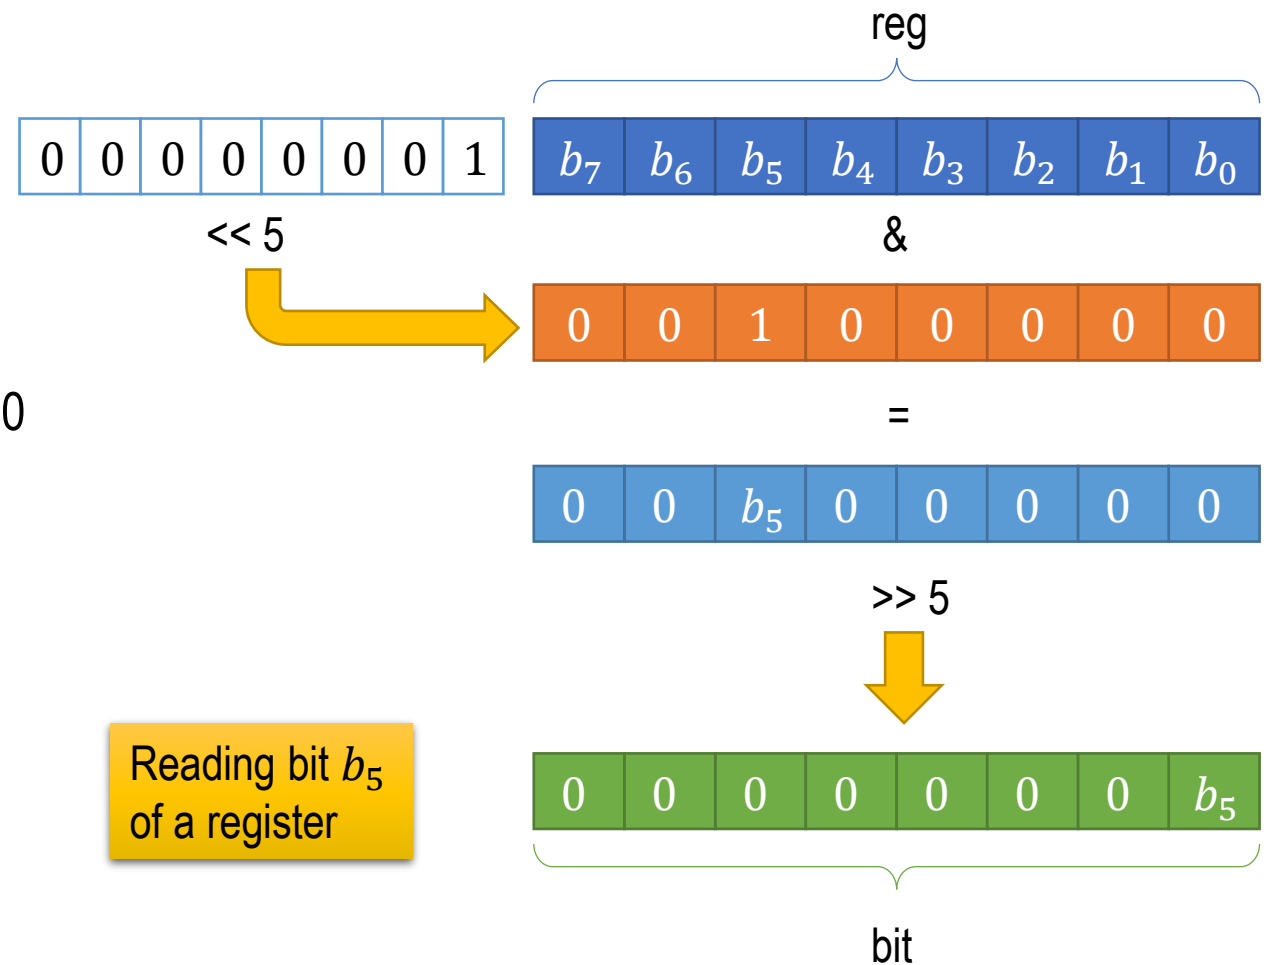 reg
0 0 0 0 0 0 0 1
b₇ b₆ b₅ b₄ b₃ b₂ b₁ b₀
<< 5
&
0 0 1 0 0 0 0 0
0
=
0 0 b₅ 0 0 0 0 0
>> 5
Reading bit b₅
of a register
0 0 0 0 0 0 0 b₅
bit